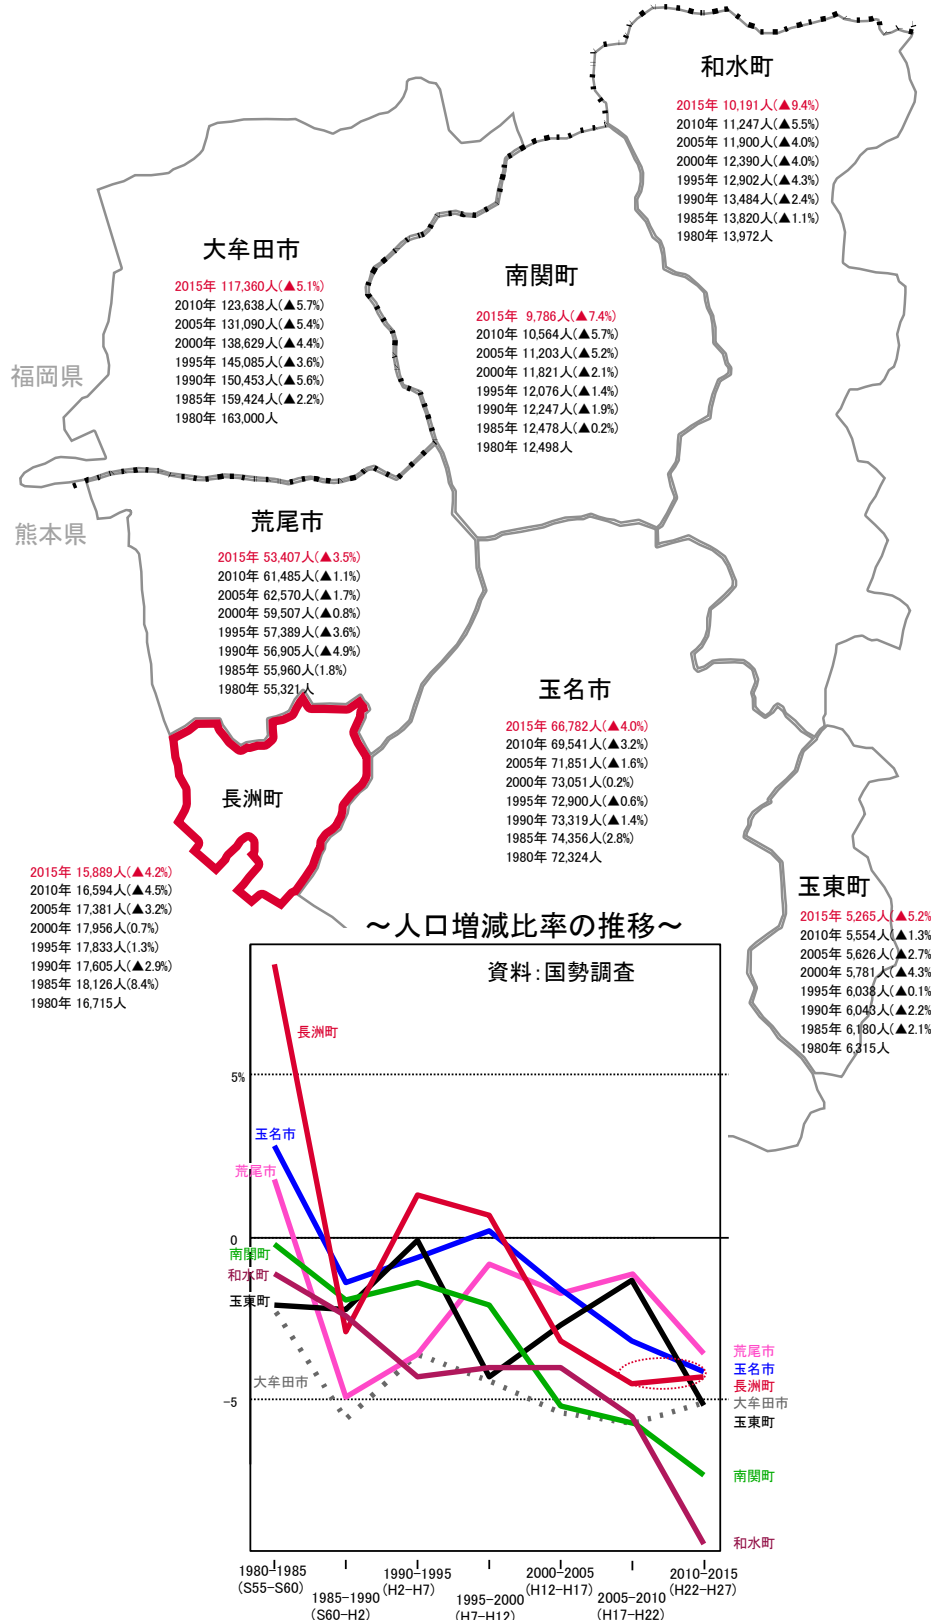 和水町
2015年 10,191人(▲9.4%)
2010年 11,247人(▲5.5%)
2005年 11,900人(▲4.0%)
2000年 12,390人(▲4.0%)
1995年 12,902人(▲4.3%)
1990年 13,484人(▲2.4%)
1985年 13,820人(▲1.1%)
1980年 13,972人
大牟田市
2015年 117,360人(▲5.1%)
2010年 123,638人(▲5.7%)
2005年 131,090人(▲5.4%)
2000年 138,629人(▲4.4%)
1995年 145,085人(▲3.6%)
1990年 150,453人(▲5.6%)
1985年 159,424人(▲2.2%)
1980年 163,000人
南関町
2015年 9,786人(▲7.4%)
2010年 10,564人(▲5.7%)
2005年 11,203人(▲5.2%)
2000年 11,821人(▲2.1%)
1995年 12,076人(▲1.4%)
1990年 12,247人(▲1.9%)
1985年 12,478人(▲0.2%)
1980年 12,498人
福岡県
熊本県
荒尾市
2015年 53,407人(▲3.5%)
2010年 61,485人(▲1.1%)
2005年 62,570人(▲1.7%)
2000年 59,507人(▲0.8%)
1995年 57,389人(▲3.6%)
1990年 56,905人(▲4.9%)
1985年 55,960人(1.8%)
1980年 55,321人
玉名市
2015年 66,782人(▲4.0%)
2010年 69,541人(▲3.2%)
2005年 71,851人(▲1.6%)
2000年 73,051人(0.2%)
1995年 72,900人(▲0.6%)
1990年 73,319人(▲1.4%)
1985年 74,356人(2.8%)
1980年 72,324人
長洲町
2015年 15,889人(▲4.2%)
2010年 16,594人(▲4.5%)
2005年 17,381人(▲3.2%)
2000年 17,956人(0.7%)
1995年 17,833人(1.3%)
1990年 17,605人(▲2.9%)
1985年 18,126人(8.4%)
1980年 16,715人
玉東町
2015年 5,265人(▲5.2%
2010年 5,554人(▲1.3%
2005年 5,626人(▲2.7%
2000年 5,781人(▲4.3%
1995年 6,038人(▲0.1%
1990年 6,043人(▲2.2%
1985年 6,180人(▲2.1%
1980年 6,315人
～人口増減比率の推移～
資料：国勢調査
長洲町
5%
玉名市
荒尾市
0
南関町
和水町
玉東町
大牟田市
-5
荒尾市
玉名市
長洲町
大牟田市
玉東町
南関町
和水町
1980-1985
(S55-S60)
1985-1990
(S60-H2)
1990-1995
(H2-H7)
1995-2000
(H7-H12)
2000-2005
(H12-H17)
2005-2010
(H17-H22)
2010-2015
(H22-H27)